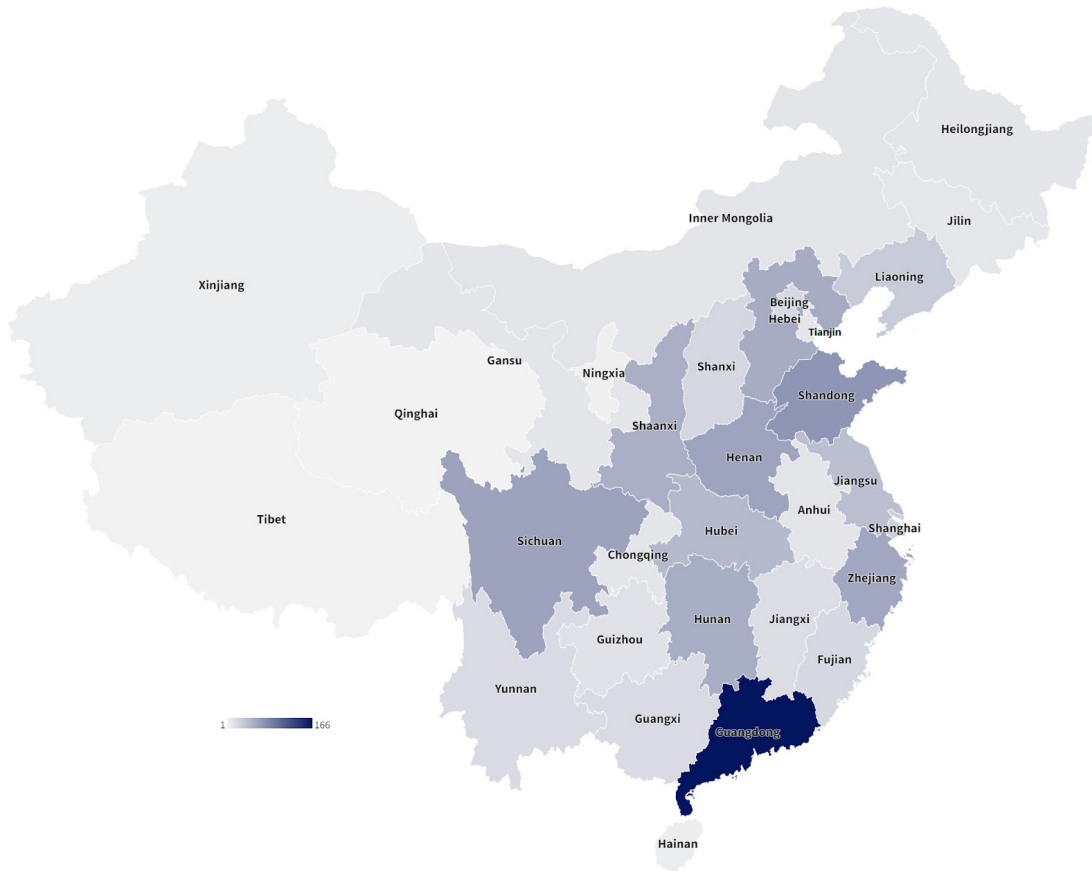 Heilongjiang
Inner Mongolia
Jilin
Xinjiang
Liaoning
Beijing
Hebei
Tianjin
Gansu
Ningxia
Shanxi
Shandong
Qinghai
Shaanxi
Henan
Jiangsu
Anhui
Tibet
Shanghai
Hubei
Sichuan
Chongqing
Zhejiang
Hunan
Jiangxi
Guizhou
Fujian
Yunnan
Guangxi
1 166
Guangdong
Hainan